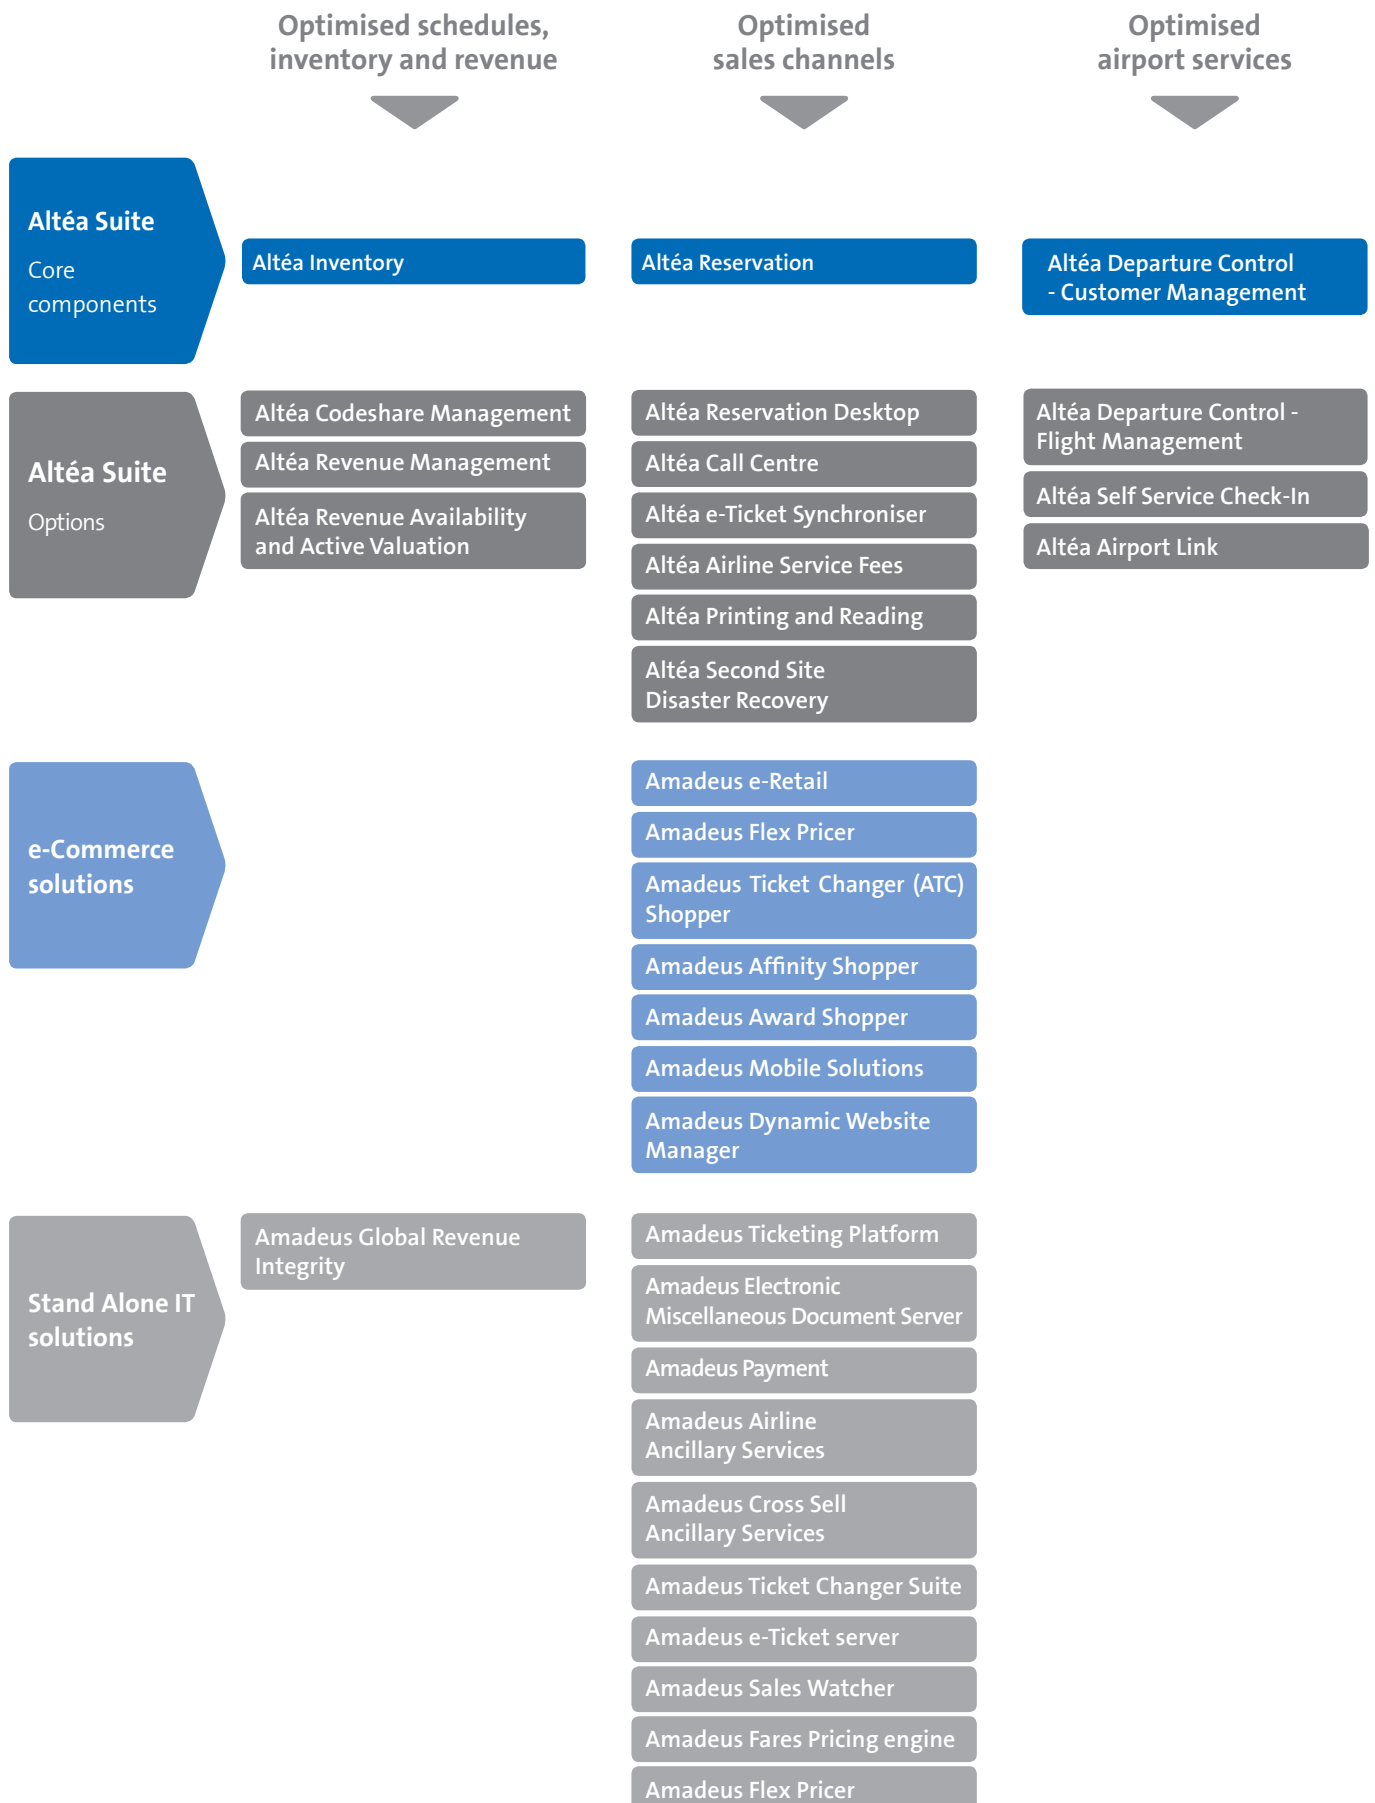 Optimised schedules,
inventory and revenue
Optimised
sales channels
Optimised
airport services
Altéa Suite
Core
components
Altéa Inventory
Altéa Reservation
Altéa Departure Control
- Customer Management
Altéa Suite
Options
Altéa Codeshare Management
Altéa Revenue Management
Altéa Revenue Availability
and Active Valuation
Altéa Reservation Desktop
Altéa Call Centre
Altéa e-Ticket Synchroniser
Altéa Airline Service Fees
Altéa Printing and Reading
Altéa Second Site
Disaster Recovery
Altéa Departure Control -
Flight Management
Altéa Self Service Check-In
Altéa Airport Link
e-Commerce
solutions
Amadeus e-Retail
Amadeus Flex Pricer
Amadeus Ticket Changer (ATC)
Shopper
Amadeus Affinity Shopper
Amadeus Award Shopper
Amadeus Mobile Solutions
Amadeus Dynamic Website
Manager
Stand Alone IT
solutions
Amadeus Global Revenue
Integrity
Amadeus Ticketing Platform
Amadeus Electronic
Miscellaneous Document Server
Amadeus Payment
Amadeus Airline
Ancillary Services
Amadeus Cross Sell
Ancillary Services
Amadeus Ticket Changer Suite
Amadeus e-Ticket server
Amadeus Sales Watcher
Amadeus Fares Pricing engine
Amadeus Flex Pricer